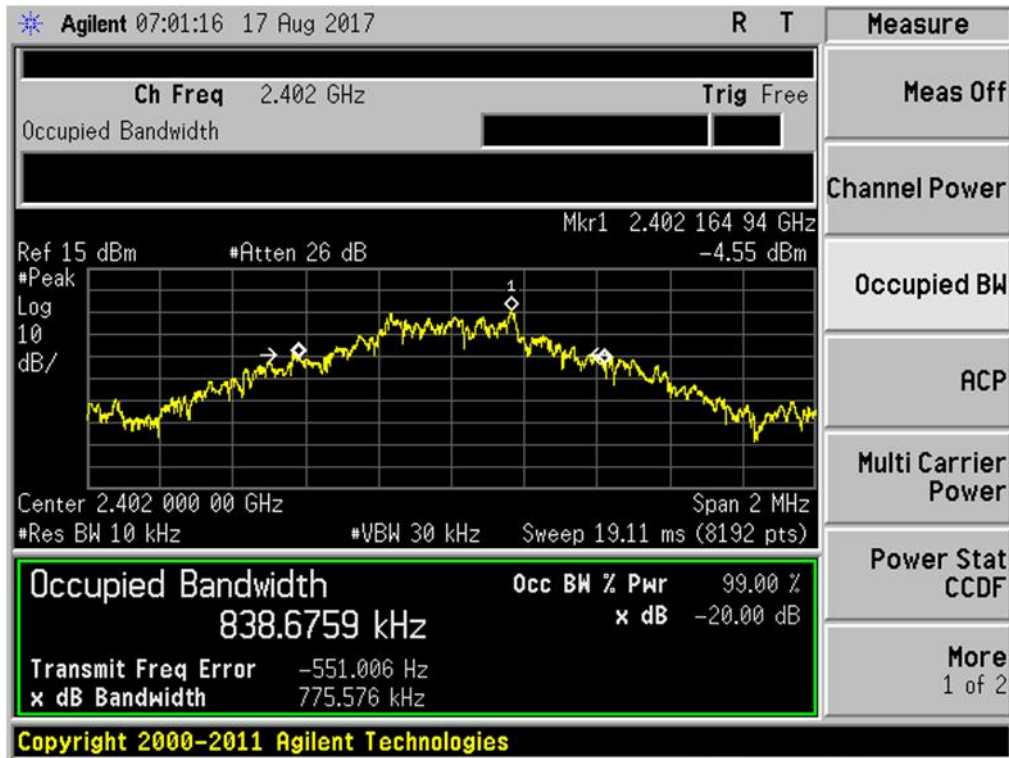 Agilent 07:01:16 17 Aug 2017 R T
Ch Freq 2.402 GHz Trig Free
Occupied Bandwidth
Mkr1 2.402 164 94 GHz
Ref 15 dBm #Atten 26 dB -4.55 dBm
#Peak
Log
10
dB/
1
Center 2.402 000 00 GHz Span 2 MHz
#Res BW 10 kHz #VBW 30 kHz Sweep 19.11 ms (8192 pts)
Occupied Bandwidth Occ BW % Pwr 99.00 %
838.6759 kHz x dB -20.00 dB
Transmit Freq Error -551.006 Hz
x dB Bandwidth 775.576 kHz
Copyright 2000-2011 Agilent Technologies
Measure
Meas Off
Channel Power
Occupied BW
ACP
Multi Carrier
Power
Power Stat
CCDF
More
1 of 2